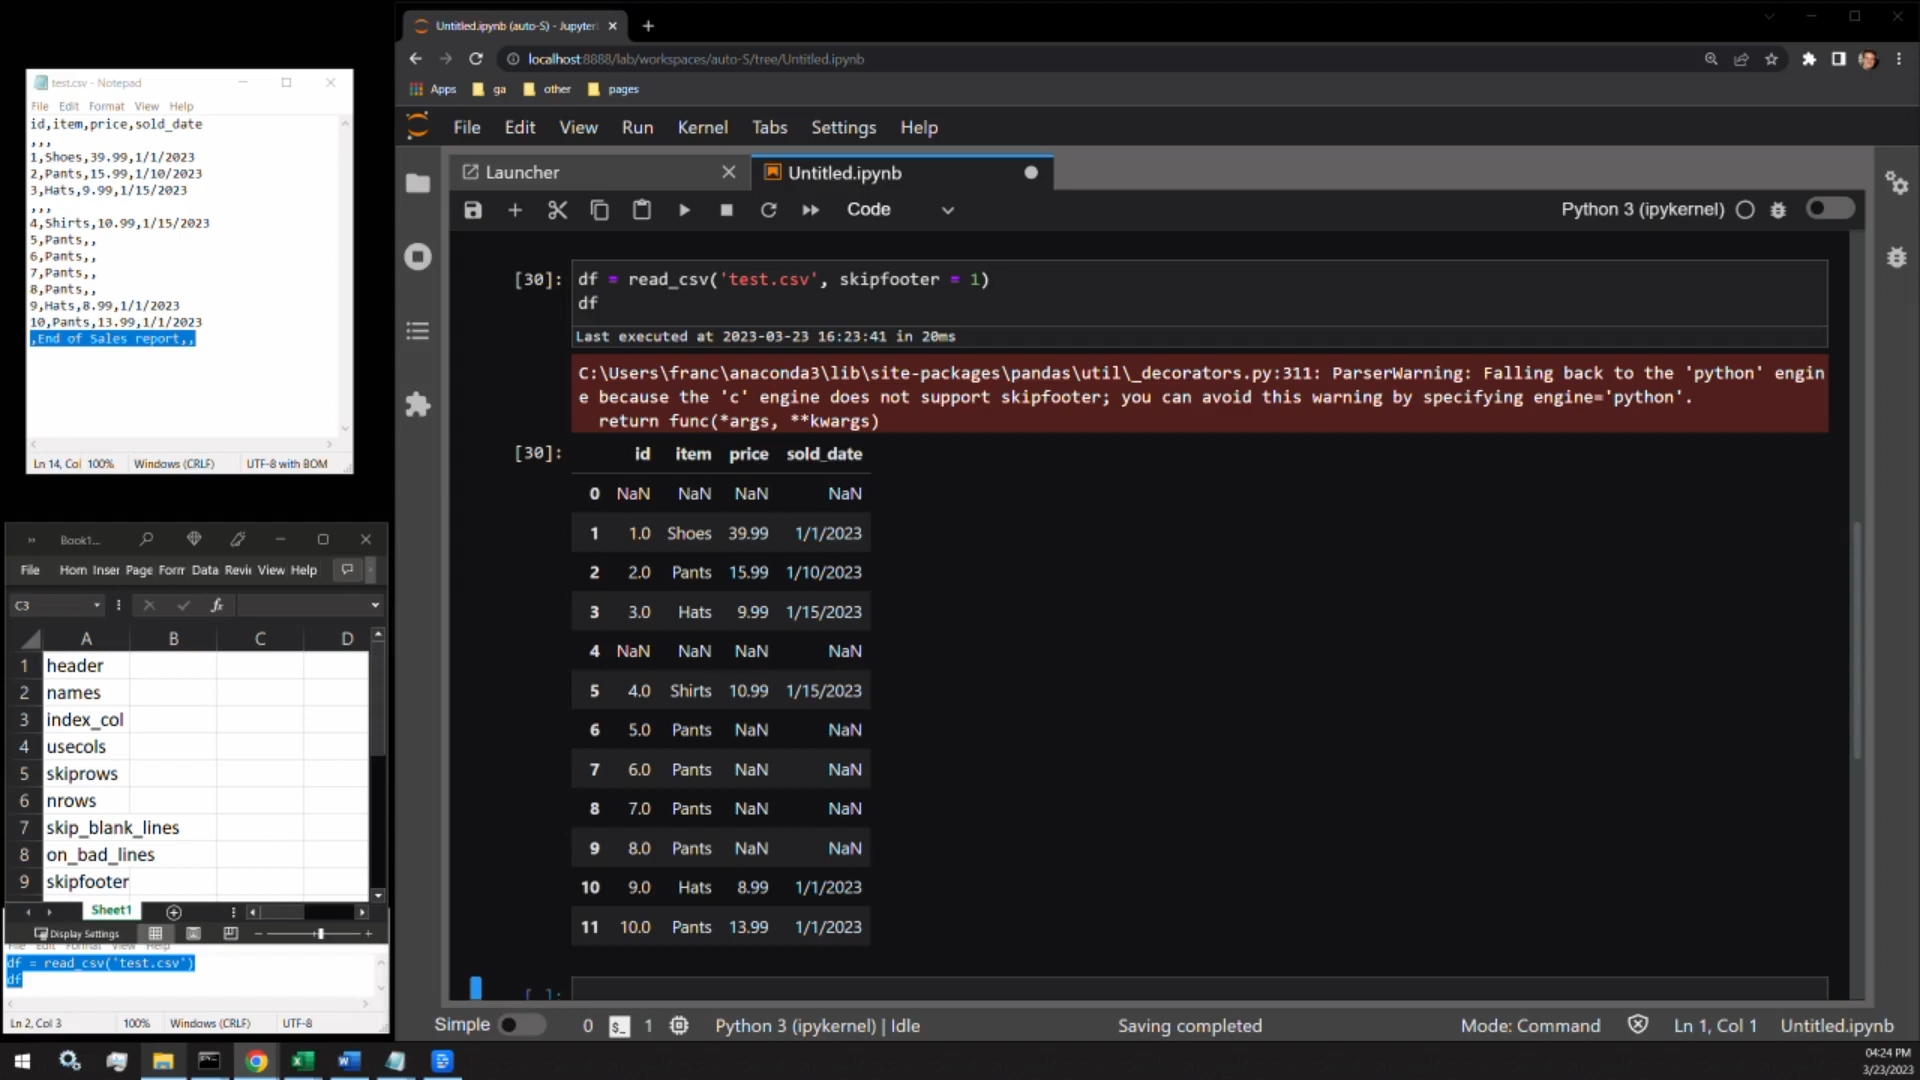 test.csv - Notepad
File Edit Format View Help
id,item,price,sold_date
,,,
1,Shoes,39.99,1/1/2023
2,Pants,15.99,1/10/2023
3,Hats,9.99,1/15/2023
,,,
4,Shirts,10.99,1/15/2023
5,Pants,,
6,Pants,,
7,Pants,,
8,Pants,,
9,Hats,8.99,1/1/2023
10,Pants,13.99,1/1/2023
,End of Sales report,,
Ln 14, Col 100% Windows (CRLF) UTF-8 with BOM
Book1...
File Hom Inser Page Forr Data Revi View Help
C3 fx
A B C D
1 header
2 names
3 index_col
4 usecols
5 skiprows
6 nrows
7 skip_blank_lines
8 on_bad_lines
9 skipfooter
Sheet1
Display Settings
File Edit Format View Help
df = read_csv('test.csv')
df
Ln 2, Col 3 100% Windows (CRLF) UTF-8
Untitled.ipynb (auto-S) - Jupyter
localhost:8888/lab/workspaces/auto-S/tree/Untitled.ipynb
Apps ga other pages
File Edit View Run Kernel Tabs Settings Help
Launcher Untitled.ipynb
Code Python 3 (ipykernel)
[30]: df = read_csv('test.csv', skipfooter = 1)
df
Last executed at 2023-03-23 16:23:41 in 20ms
C:\Users\franc\anaconda3\lib\site-packages\pandas\util\_decorators.py:311: ParserWarning: Falling back to the 'python' engin
e because the 'c' engine does not support skipfooter; you can avoid this warning by specifying engine='python'.
return func(*args, **kwargs)
[30]: id item price sold_date
0 NaN NaN NaN NaN
1 1.0 Shoes 39.99 1/1/2023
2 2.0 Pants 15.99 1/10/2023
3 3.0 Hats 9.99 1/15/2023
4 NaN NaN NaN NaN
5 4.0 Shirts 10.99 1/15/2023
6 5.0 Pants NaN NaN
7 6.0 Pants NaN NaN
8 7.0 Pants NaN NaN
9 8.0 Pants NaN NaN
10 9.0 Hats 8.99 1/1/2023
11 10.0 Pants 13.99 1/1/2023
[ ]:
Simple 0 $_ 1 Python 3 (ipykernel) | Idle Saving completed Mode: Command Ln 1, Col 1 Untitled.ipynb
04:24 PM
3/23/2023